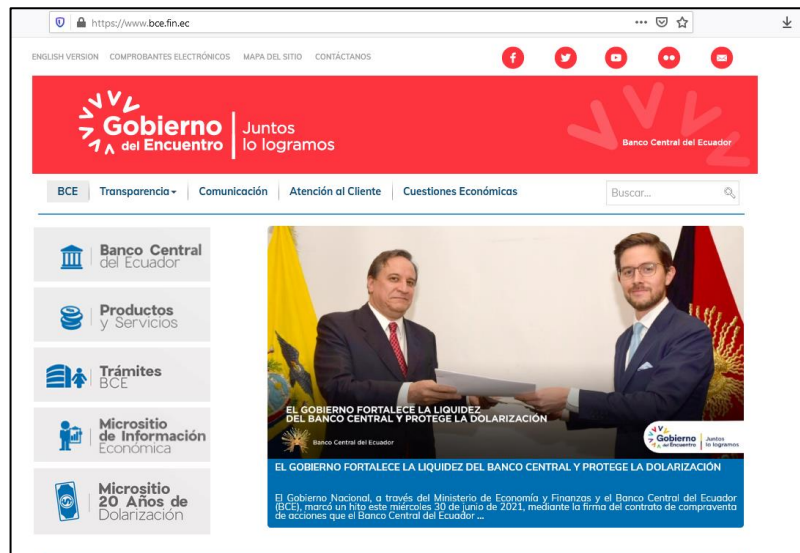 https://www.bce.fin.ec
ENGLISH VERSION COMPROBANTES ELECTRÓNICOS MAPA DEL SITIO CONTÁCTANOS
Gobierno
del Encuentro
Juntos
lo logramos
Banco Central del Ecuador
BCE Transparencia Comunicación Atención al Cliente Cuestiones Económicas Buscar...
Banco Central
del Ecuador
Productos
y Servicios
Trámites
BCE
Micrositio
de Información
Económica
Micrositio
20 Años de
Dolarización
EL GOBIERNO FORTALECE LA LIQUIDEZ
DEL BANCO CENTRAL Y PROTEGE LA DOLARIZACIÓN
Banco Central del Ecuador
Gobierno
del Encuentro
Juntos
lo logramos
EL GOBIERNO FORTALECE LA LIQUIDEZ DEL BANCO CENTRAL Y PROTEGE LA DOLARIZACIÓN
El Gobierno Nacional, a través del Ministerio de Economía y Finanzas y el Banco Central del Ecuador
(BCE), marcó un hito este miércoles 30 de junio de 2021, mediante la firma del contrato de compraventa
de acciones que el Banco Central del Ecuador ...